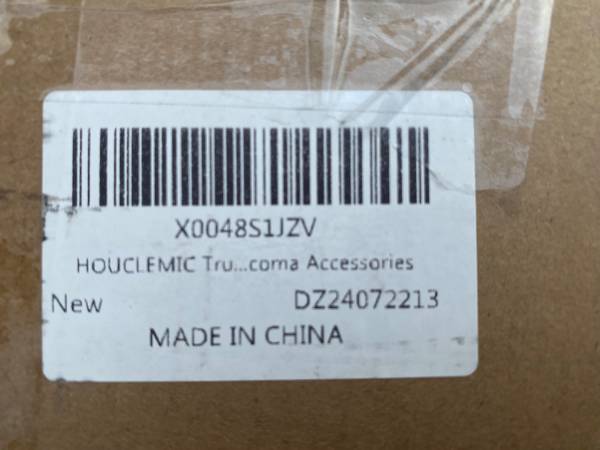 X0048S1JZV
HOUCLEMIC Tru...coma Accessories
New DZ24072213
MADE IN CHINA